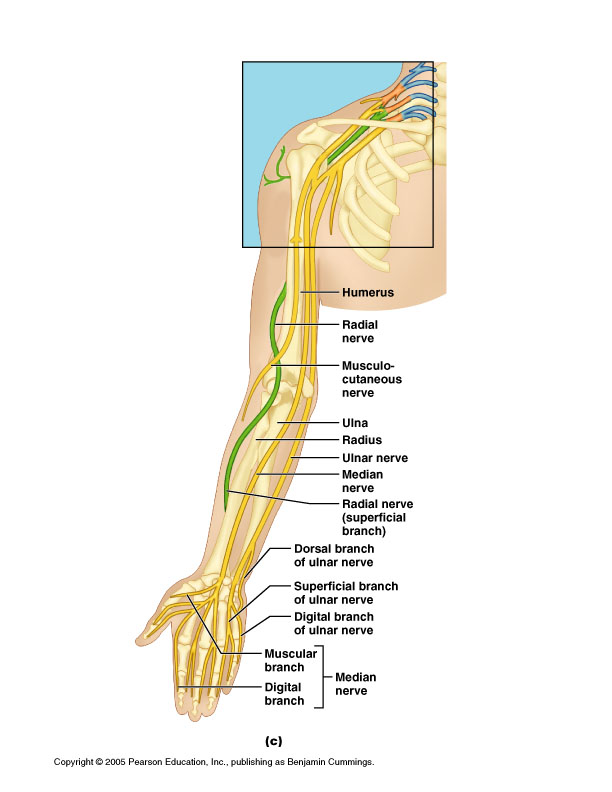 Humerus
Radial
nerve
Musculo-
cutaneous
nerve
Ulna
Radius
Ulnar nerve
Median
nerve
Radial nerve
(superficial
branch)
Dorsal branch
of ulnar nerve
Superficial branch
of ulnar nerve
Digital branch
of ulnar nerve
Muscular
branch
Digital
branch
Median
nerve
(c)
Copyright © 2005 Pearson Education, Inc., publishing as Benjamin Cummings.